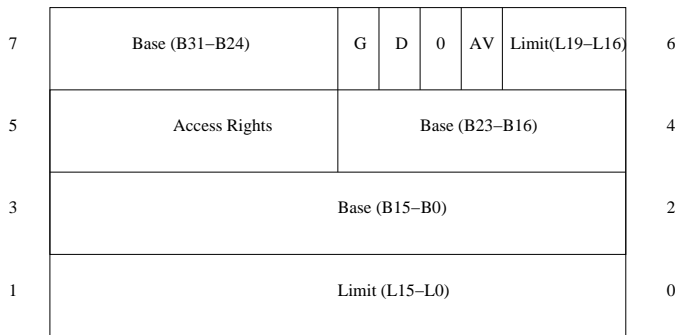 7 Base (B31−B24) G D 0 AV Limit(L19−L16) 6
5 Access Rights Base (B23−B16) 4
3 Base (B15−B0) 2
1 Limit (L15−L0) 0